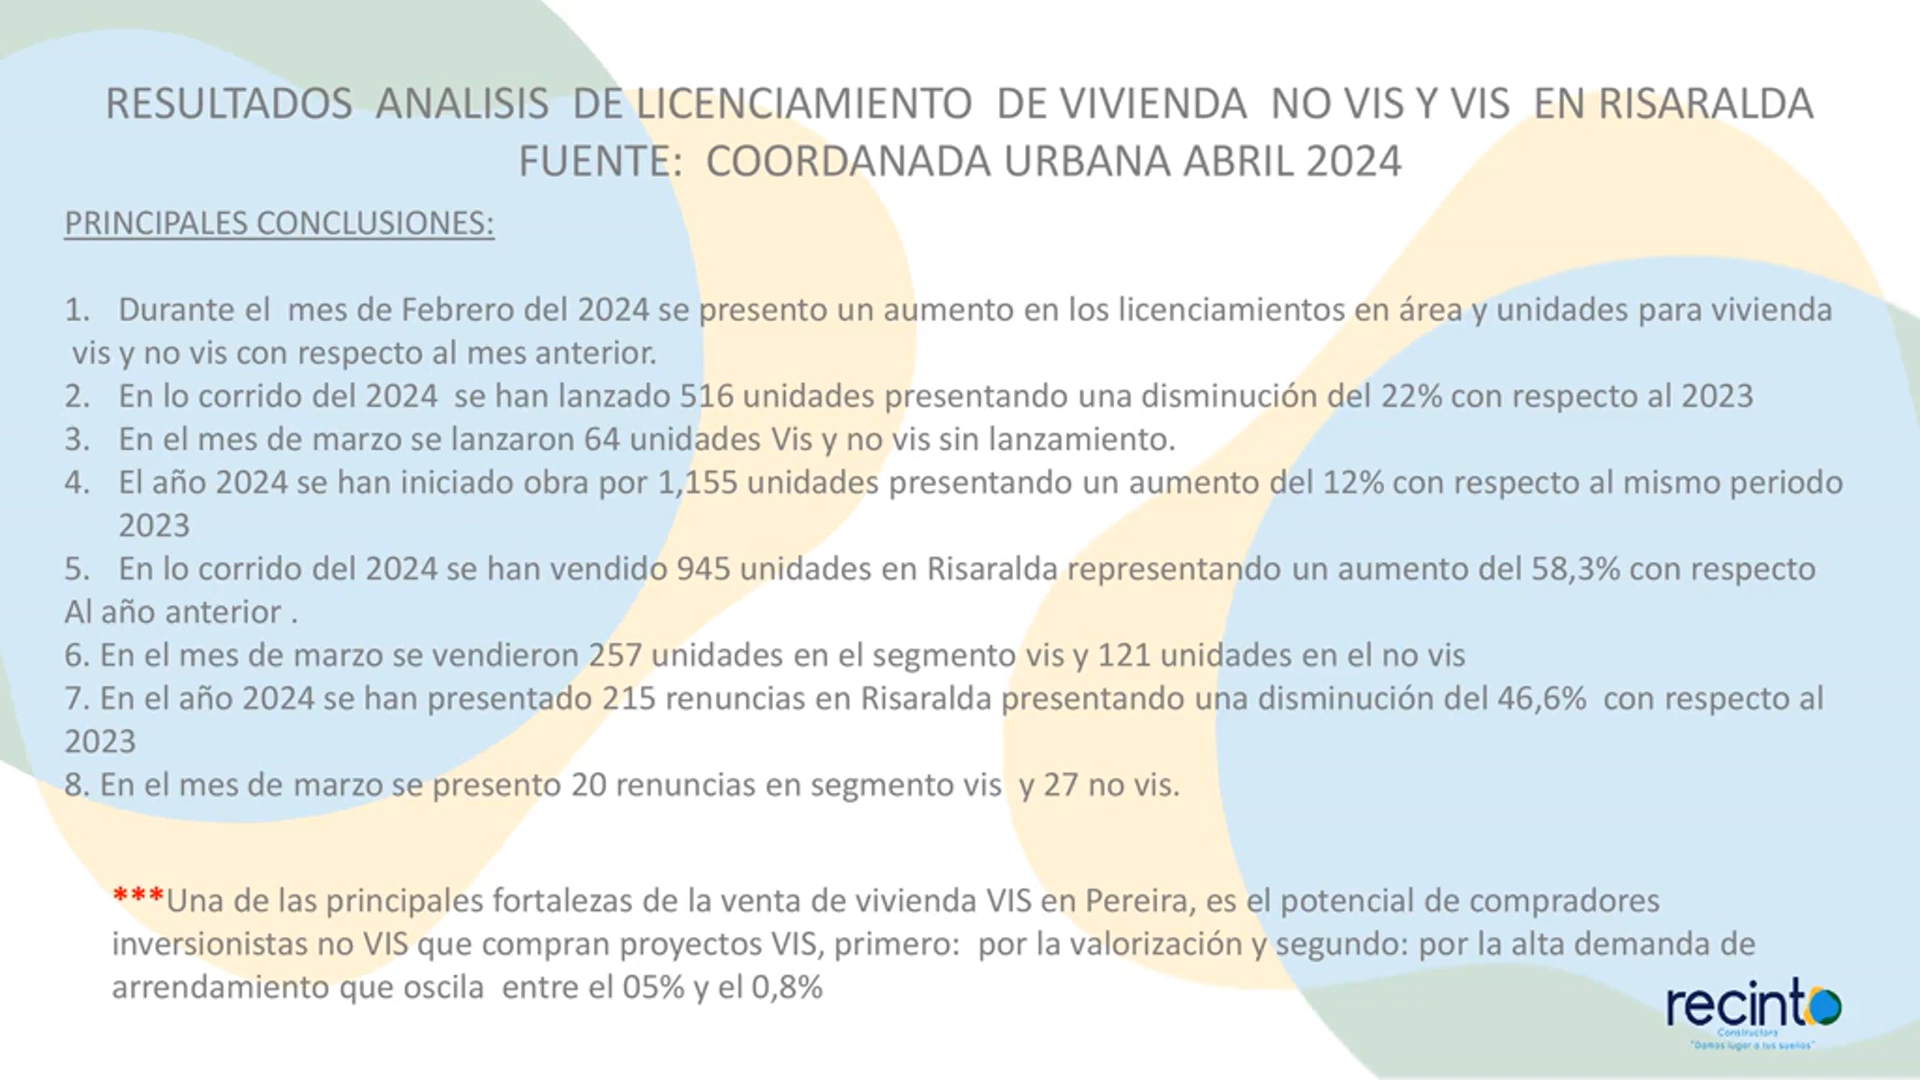 RESULTADOS ANALISIS DE LICENCIAMIENTO DE VIVIENDA NO VIS Y VIS EN RISARALDA
FUENTE: COORDANADA URBANA ABRIL 2024
PRINCIPALES CONCLUSIONES:
1. Durante el mes de Febrero del 2024 se presento un aumento en los licenciamientos en área y unidades para vivienda
vis y no vis con respecto al mes anterior.
2. En lo corrido del 2024 se han lanzado 516 unidades presentando una disminución del 22% con respecto al 2023
3. En el mes de marzo se lanzaron 64 unidades Vis y no vis sin lanzamiento.
4. El año 2024 se han iniciado obra por 1,155 unidades presentando un aumento del 12% con respecto al mismo periodo
2023
5. En lo corrido del 2024 se han vendido 945 unidades en Risaralda representando un aumento del 58,3% con respecto
Al año anterior .
6. En el mes de marzo se vendieron 257 unidades en el segmento vis y 121 unidades en el no vis
7. En el año 2024 se han presentado 215 renuncias en Risaralda presentando una disminución del 46,6% con respecto al
2023
8. En el mes de marzo se presento 20 renuncias en segmento vis y 27 no vis.
***Una de las principales fortalezas de la venta de vivienda VIS en Pereira, es el potencial de compradores
inversionistas no VIS que compran proyectos VIS, primero: por la valorización y segundo: por la alta demanda de
arrendamiento que oscila entre el 05% y el 0,8%
recinto
Constructora
"Damos lugar a tus sueños"